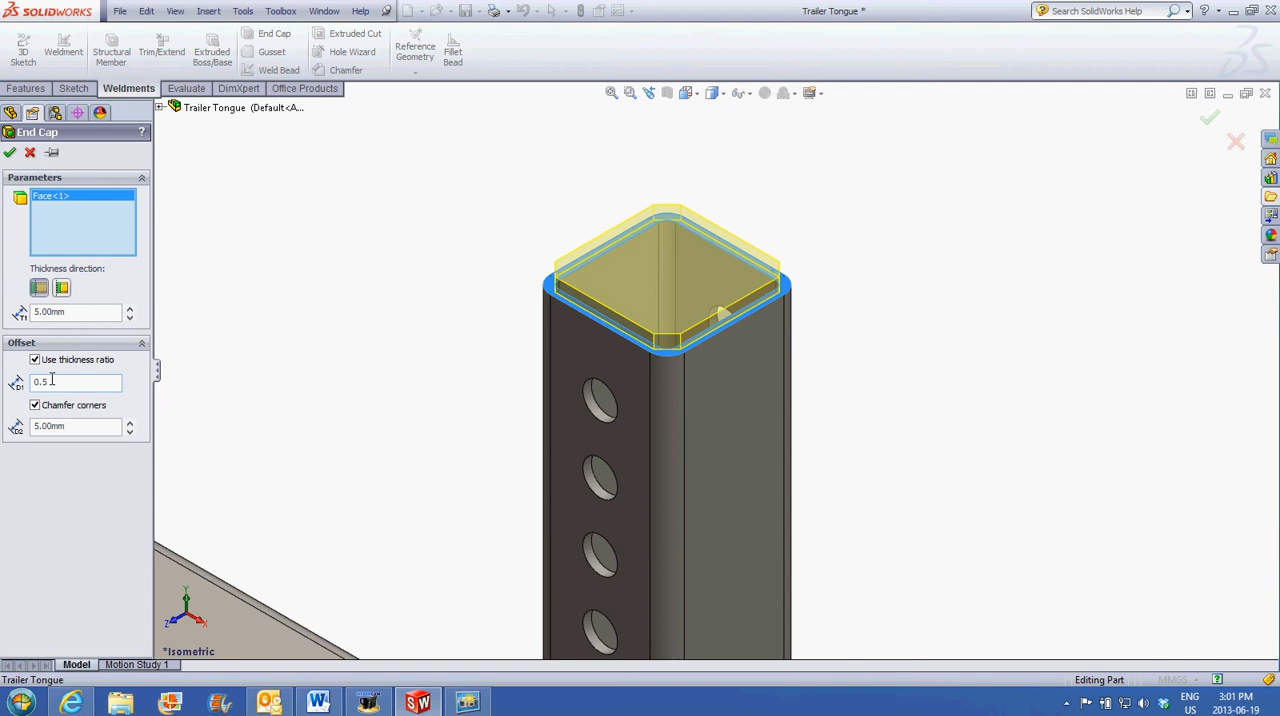 SOLIDWORKS File Edit View Insert Tools Toolbox Window Help Trailer Tongue * Search SolidWorks Help
3D Sketch Weldment Structural Member Trim/Extend Extruded Boss/Base End Cap Gusset Weld Bead Extruded Cut Hole Wizard Chamfer Reference Geometry Fillet Bead
Features Sketch Weldments Evaluate DimXpert Office Products
Trailer Tongue (Default<A...
End Cap ?
Parameters
Face<1>
Thickness direction:
T1 5.00mm
Offset
Use thickness ratio
D1 0.5
Chamfer corners
D2 5.00mm
Y
Z X
*Isometric
Model Motion Study 1
Trailer Tongue Editing Part MMGS
ENG 3:01 PM
US 2013-06-19